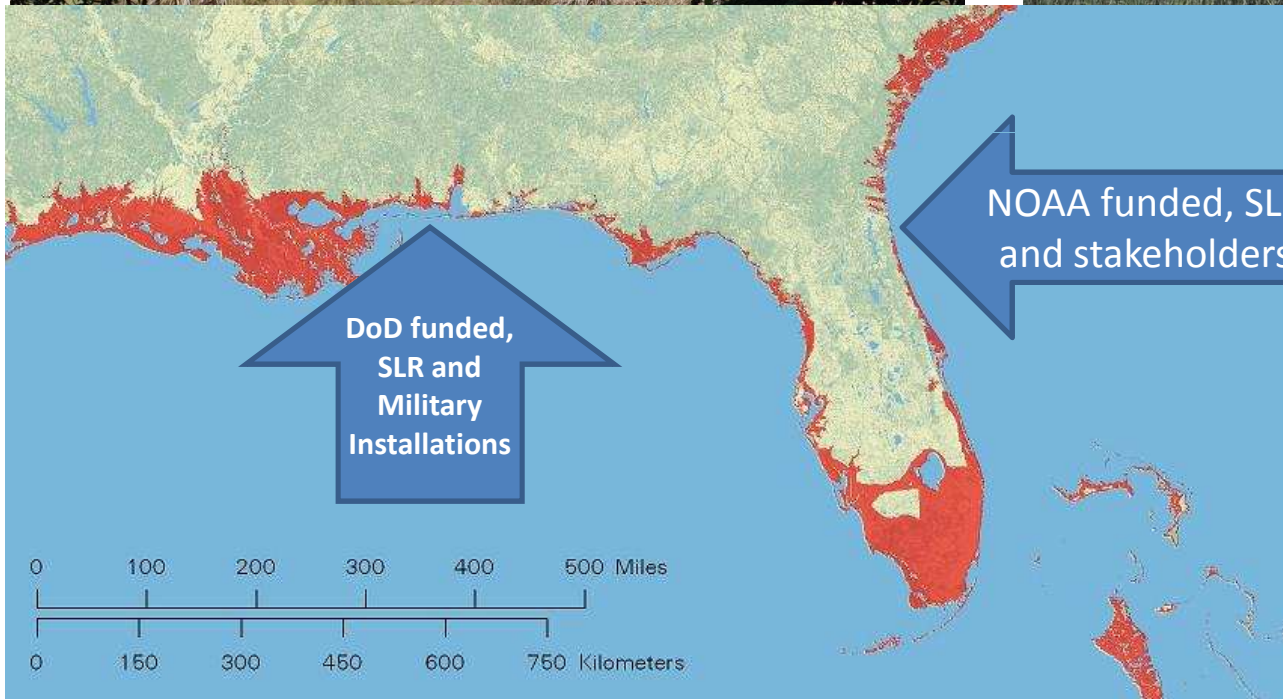 NOAA funded, SL
and stakeholders
DoD funded,
SLR and
Military
Installations
0 100 200 300 400 500 Miles
0 150 300 450 600 750 Kilometers